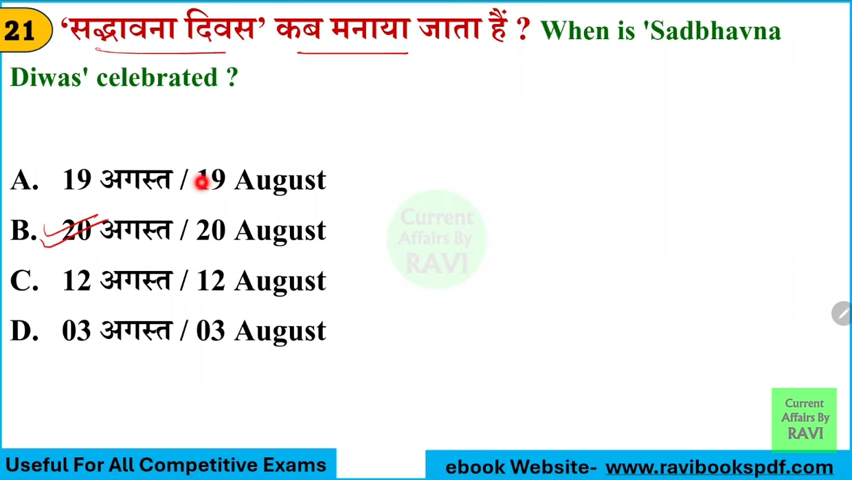 21 ‘सद्भावना दिवस’ कब मनाया जाता हैं ? When is 'Sadbhavna
Diwas' celebrated ?
A. 19 अगस्त / 19 August
B. 20 अगस्त / 20 August
C. 12 अगस्त / 12 August
D. 03 अगस्त / 03 August
Current
Affairs By
RAVI
Current
Affairs By
RAVI
Useful For All Competitive Exams
ebook Website- www.ravibookspdf.com